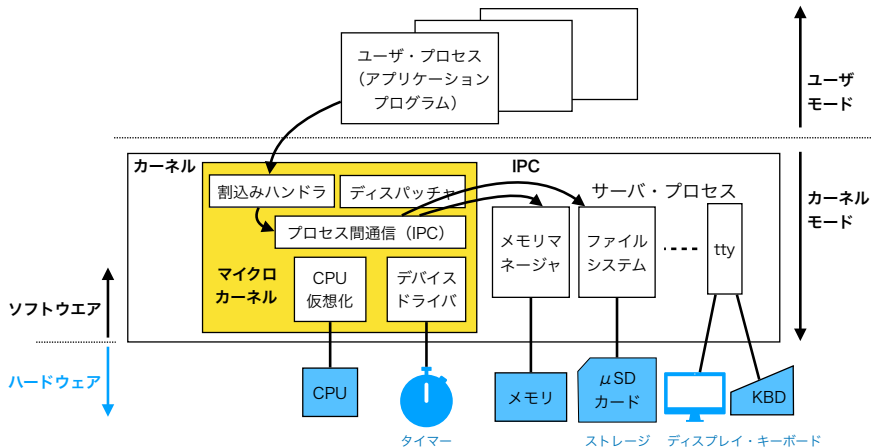 ユーザ・プロセス
（アプリケーション
プログラム）
ユーザ
モード
カーネル
IPC
割込みハンドラ
ディスパッチャ
サーバ・プロセス
カーネル
モード
プロセス間通信（IPC）
メモリマ
ネージャ
ファイル
システム
tty
マイクロ
カーネル
CPU
仮想化
デバイス
ドライバ
ソフトウエア
ハードウェア
CPU
タイマー
メモリ
μSD
カード
ストレージ
KBD
ディスプレイ・キーボード